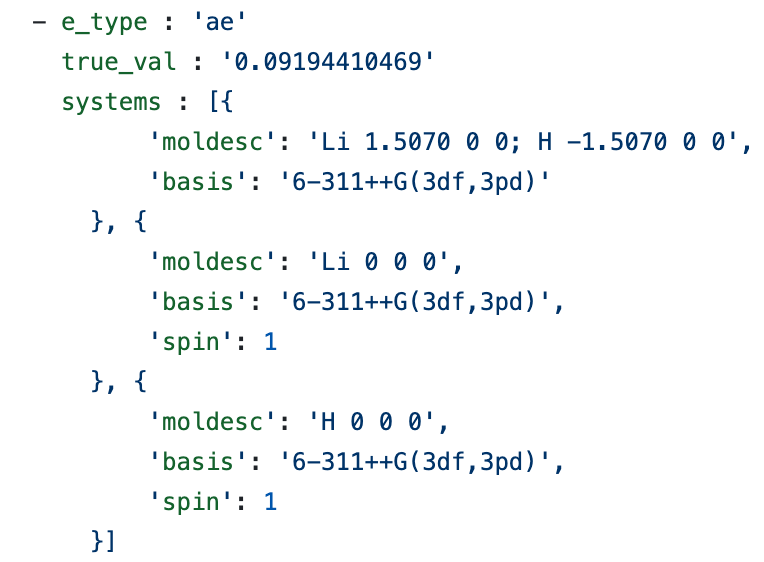 - e_type : 'ae'
  true_val : '0.09194410469'
  systems : [{
        'moldesc': 'Li 1.5070 0 0; H -1.5070 0 0',
        'basis': '6-311++G(3df,3pd)'
    }, {
        'moldesc': 'Li 0 0 0',
        'basis': '6-311++G(3df,3pd)',
        'spin': 1
    }, {
        'moldesc': 'H 0 0 0',
        'basis': '6-311++G(3df,3pd)',
        'spin': 1
    }]